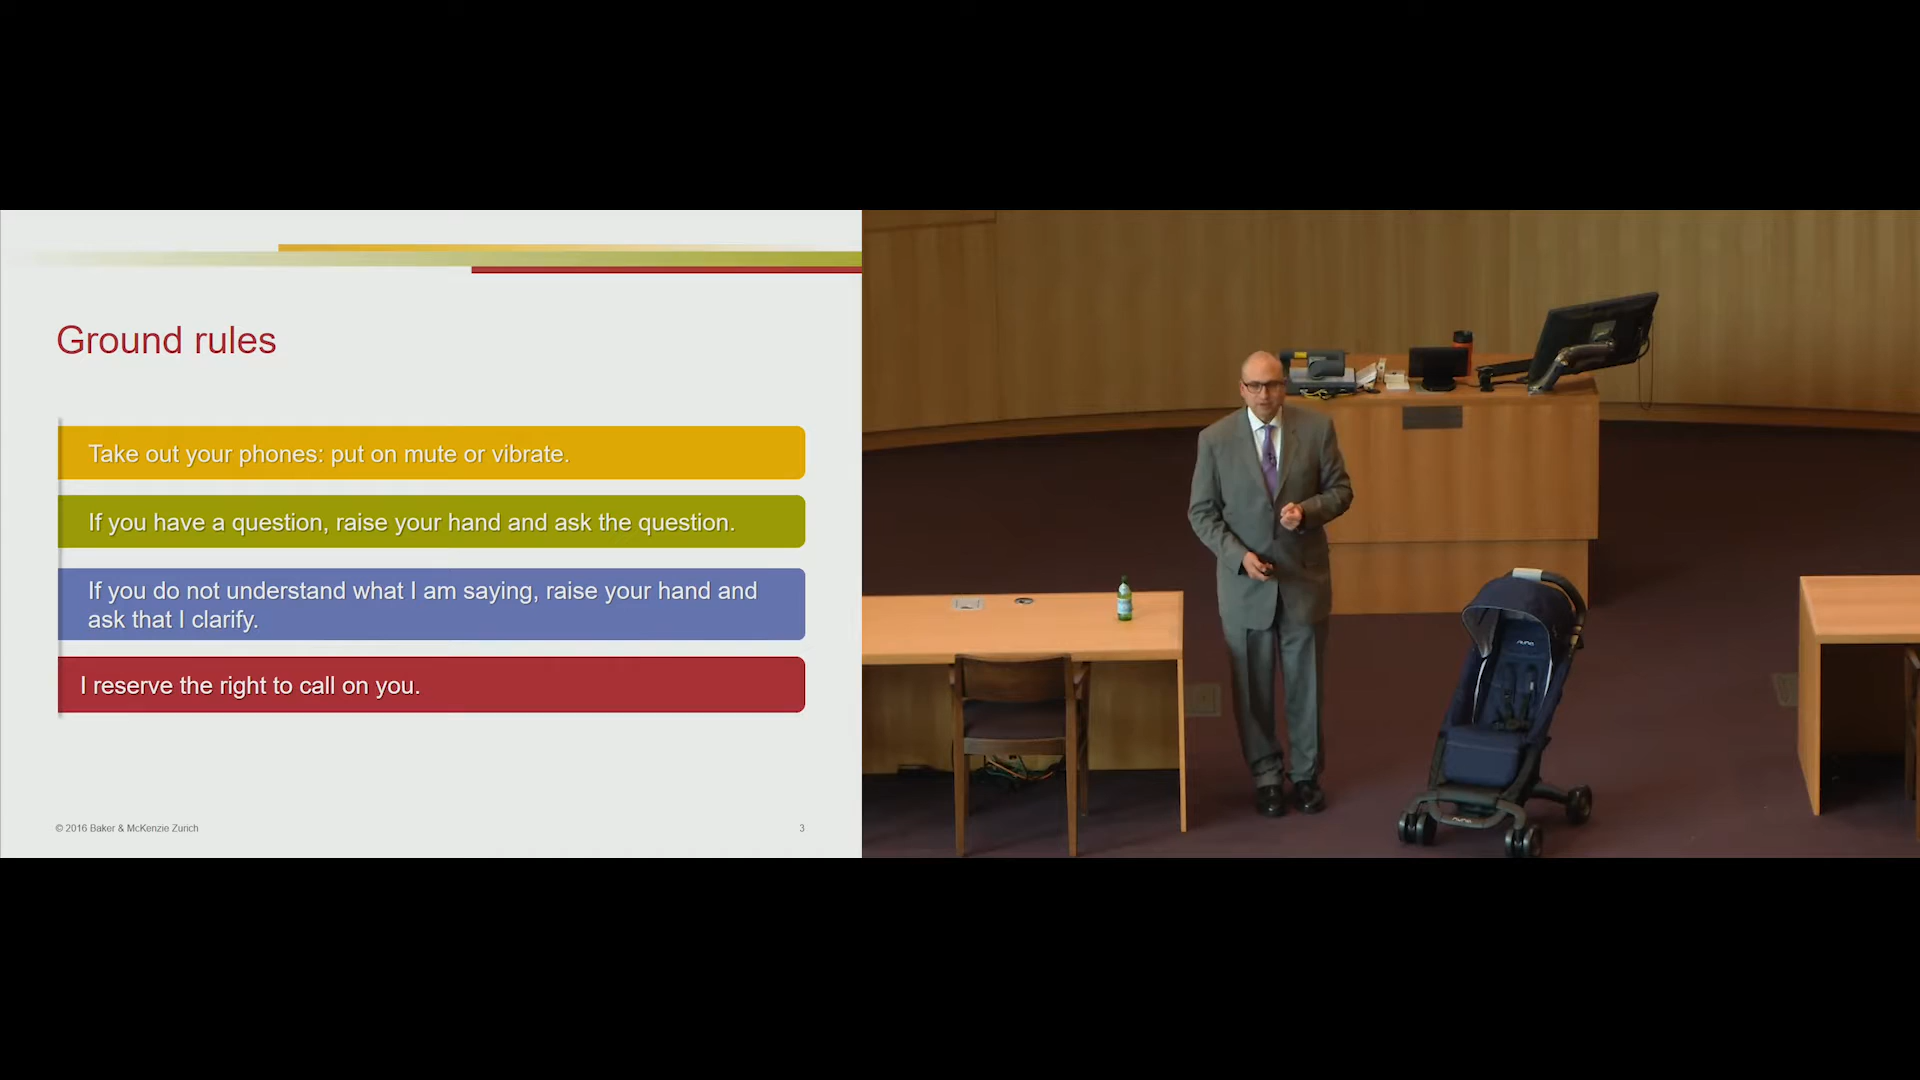 Ground rules
Take out your phones: put on mute or vibrate.
If you have a question, raise your hand and ask the question.
If you do not understand what I am saying, raise your hand and
ask that I clarify.
I reserve the right to call on you.
© 2016 Baker & McKenzie Zurich
3
nuna
nuna